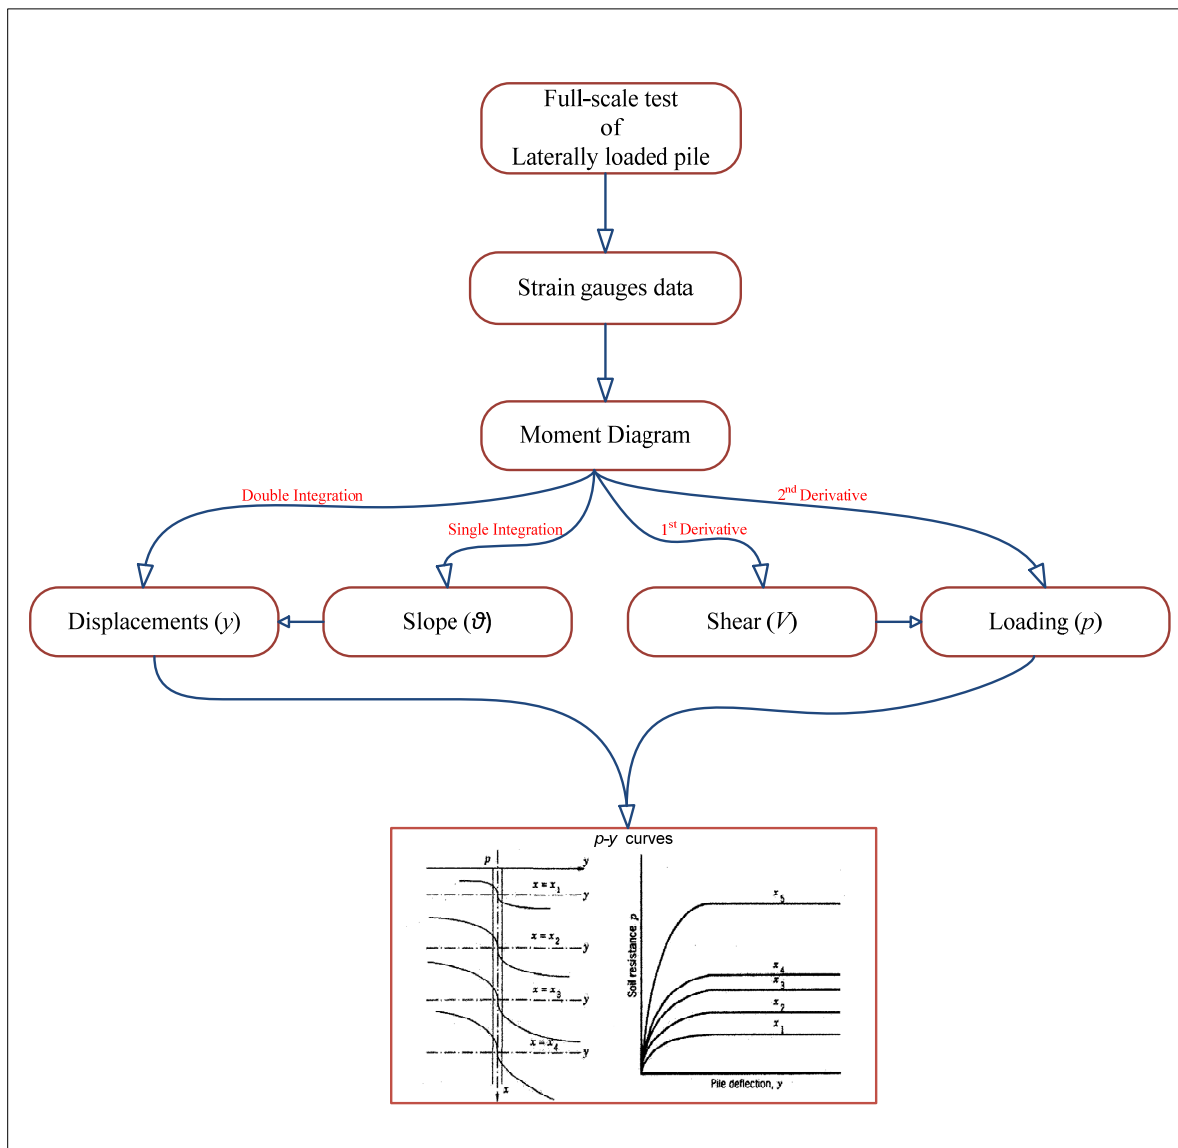 Full-scale test
of
Laterally loaded pile
Strain gauges data
Moment Diagram
Double Integration
2nd Derivative
Single Integration
1st Derivative
Displacements (y)
Slope (ϑ)
Shear (V)
Loading (p)
p-y curves
p
y
x = x1
y
x = x2
y
x = x3
y
x = x4
y
x
Soil resistance p
x5
x4
x3
x2
x1
Pile deflection, y